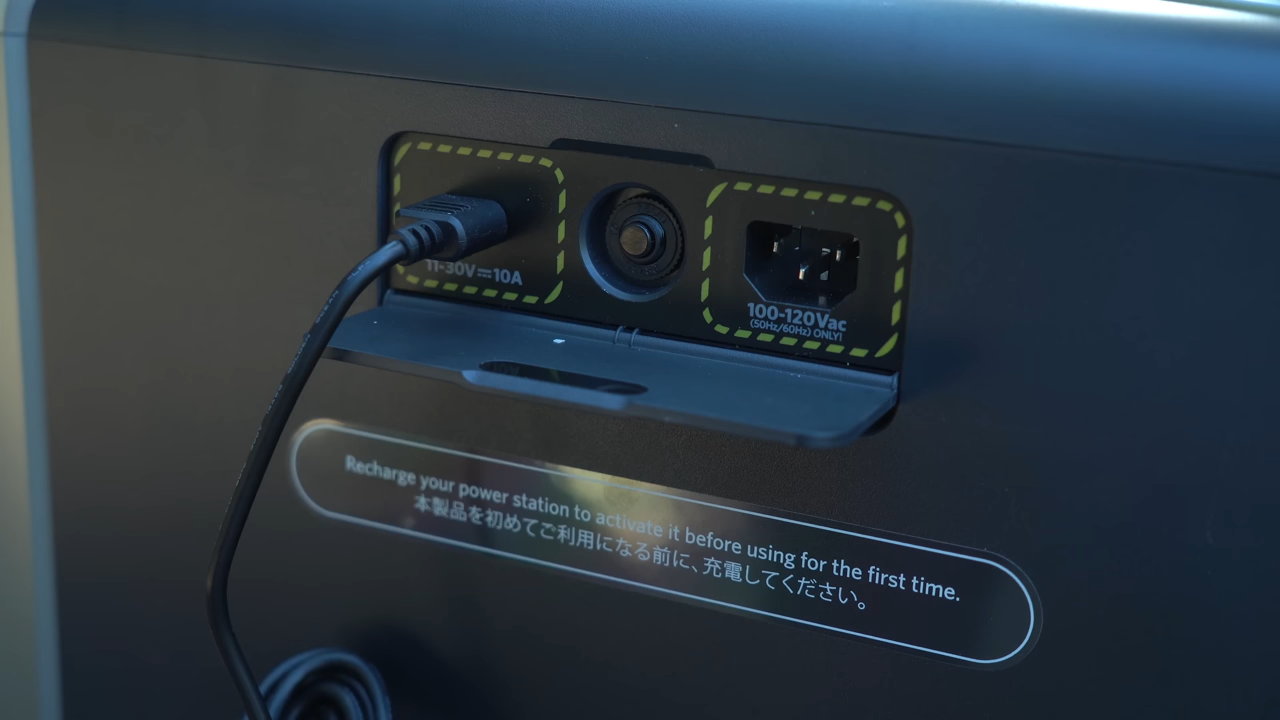 11-30V⎓10A
100-120Vac
(50Hz/60Hz) ONLY!
Recharge your power station to activate it before using for the first time.
本製品を初めてご利用になる前に、充電してください。